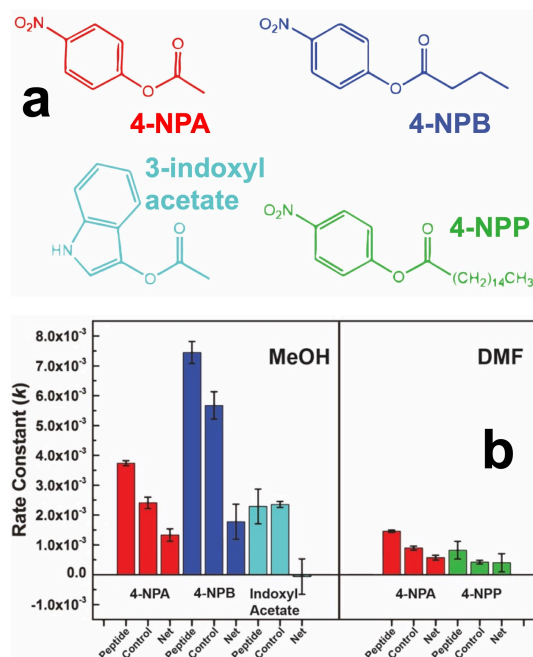 O₂N
O
O
4-NPA
a
O₂N
O
O
4-NPB
3-indoxyl
acetate
HN
O
O
O₂N
O
O
(CH₂)₁₄CH₃
4-NPP
Rate Constant (k)
8.0x10⁻³
7.0x10⁻³
6.0x10⁻³
5.0x10⁻³
4.0x10⁻³
3.0x10⁻³
2.0x10⁻³
1.0x10⁻³
0.0
-1.0x10⁻³
MeOH
DMF
b
4-NPA
4-NPB
Indoxyl
Acetate
4-NPA
4-NPP
Peptide
Control
Net
Peptide
Control
Net
Peptide
Control
Net
Peptide
Control
Net
Peptide
Control
Net